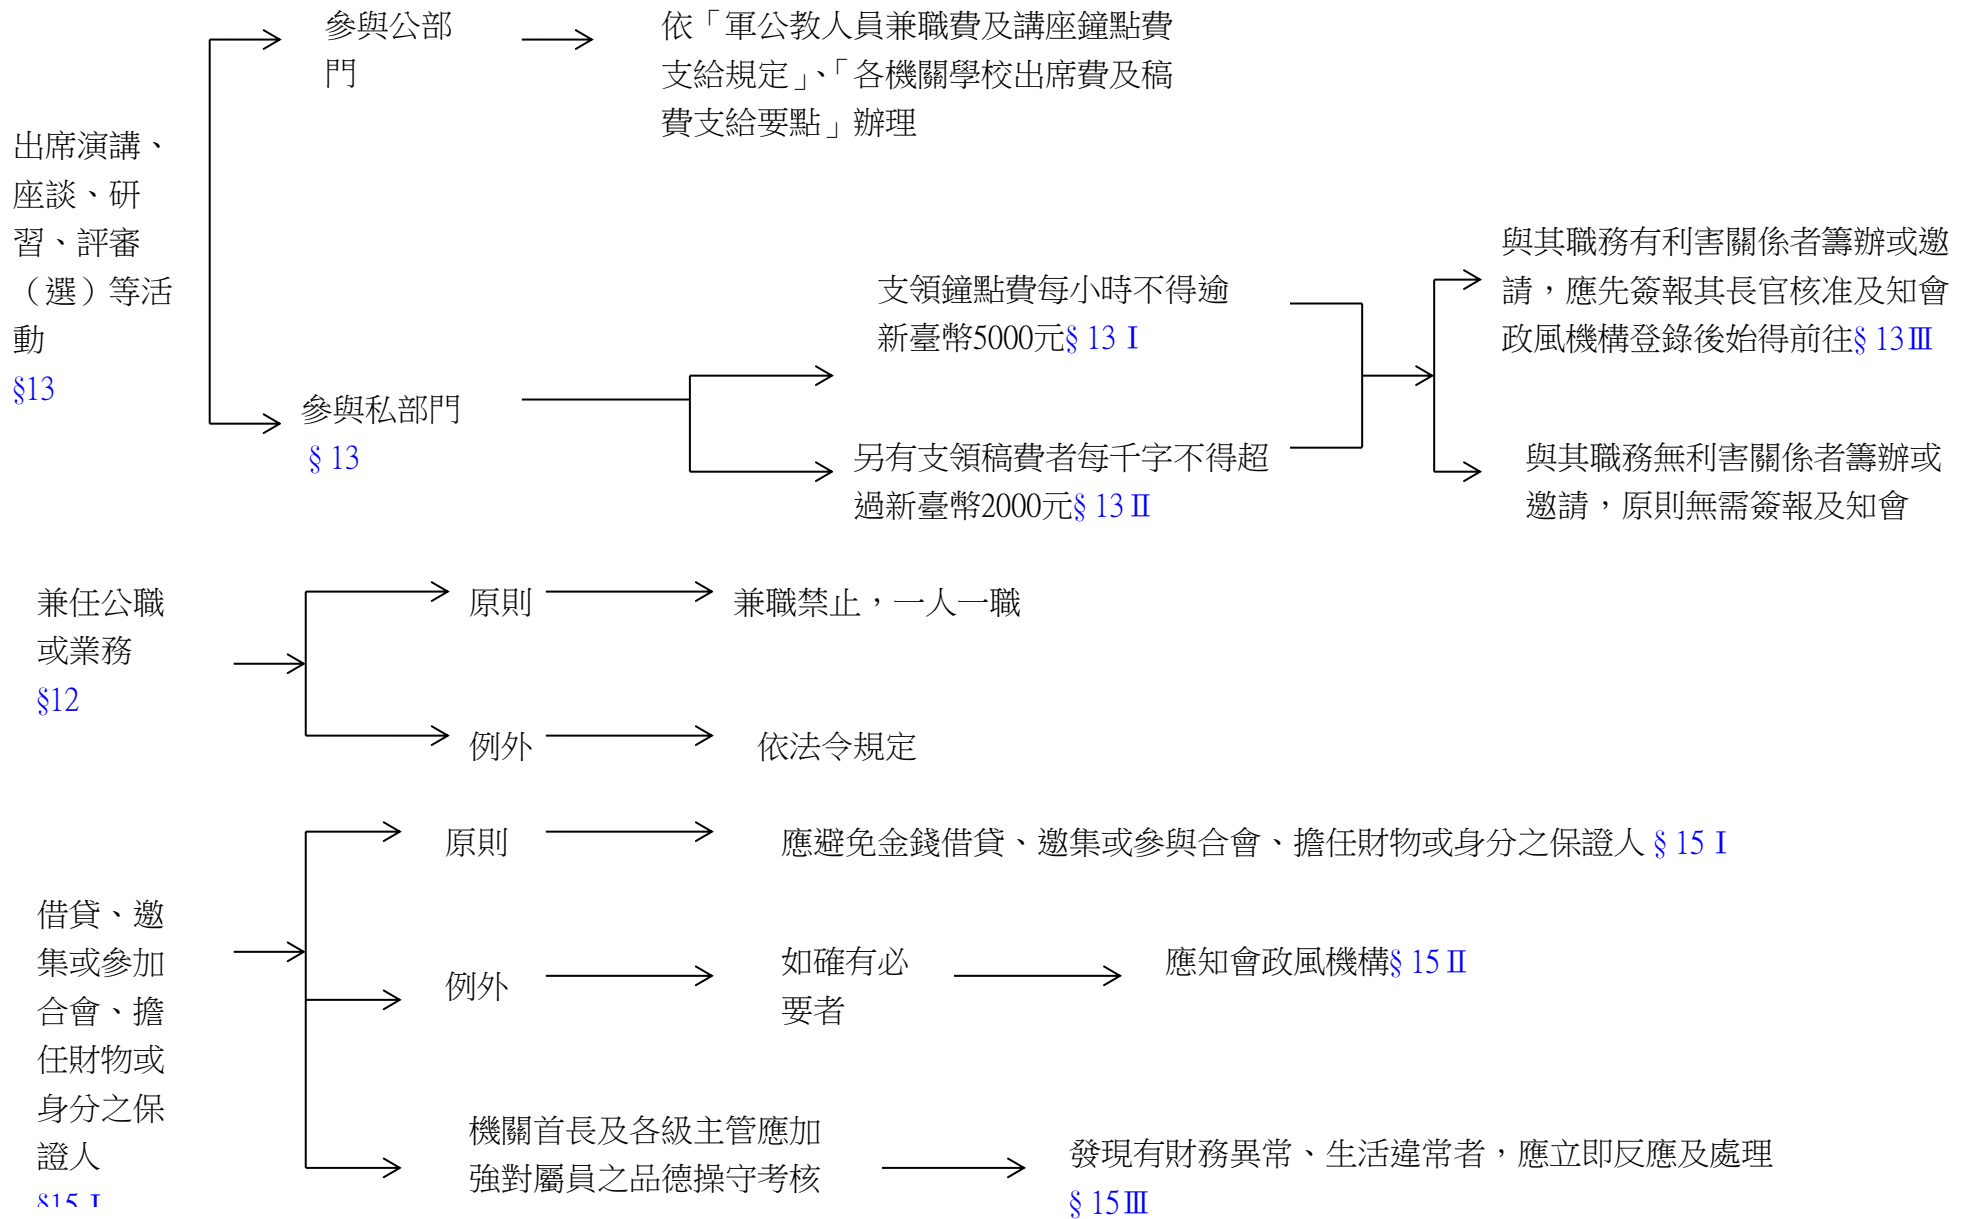 參與公部
門
依「軍公教人員兼職費及講座鐘點費
支給規定」、「各機關學校出席費及稿
費支給要點」辦理
出席演講、
座談、研
習、評審
（選）等活
動
§13
參與私部門
§ 13
支領鐘點費每小時不得逾
新臺幣5000元§ 13 I
另有支領稿費者每千字不得超
過新臺幣2000元§ 13 II
與其職務有利害關係者籌辦或邀
請，應先簽報其長官核准及知會
政風機構登錄後始得前往§ 13III
與其職務無利害關係者籌辦或
邀請，原則無需簽報及知會
兼任公職
或業務
§12
原則
兼職禁止，一人一職
例外
依法令規定
借貸、邀
集或參加
合會、擔
任財物或
身分之保
證人
§15 I
原則
應避免金錢借貸、邀集或參與合會、擔任財物或身分之保證人 § 15 I
例外
如確有必
要者
應知會政風機構§ 15 II
機關首長及各級主管應加
強對屬員之品德操守考核
發現有財務異常、生活違常者，應立即反應及處理
§ 15III